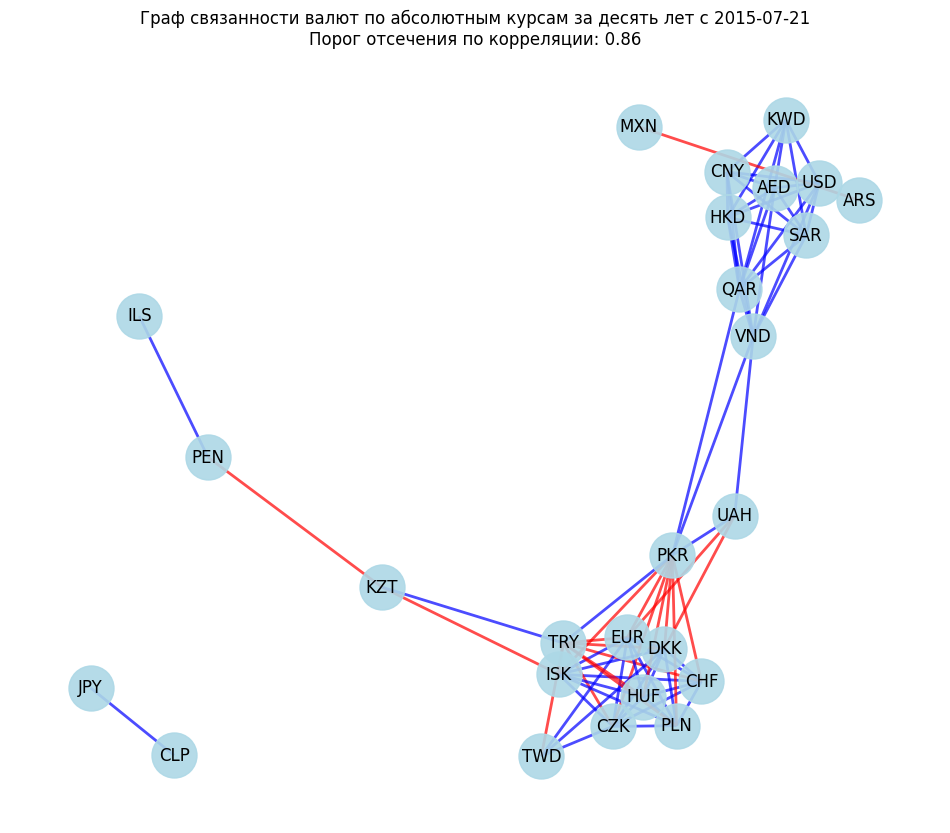 Граф связанности валют по абсолютным курсам за десять лет с 2015-07-21
Порог отсечения по корреляции: 0.86
MXN
KWD
CNY
AED
USD
ARS
HKD
SAR
QAR
ILS
VND
PEN
UAH
PKR
KZT
TRY
EUR
DKK
ISK
CHF
JPY
HUF
CZK
PLN
CLP
TWD